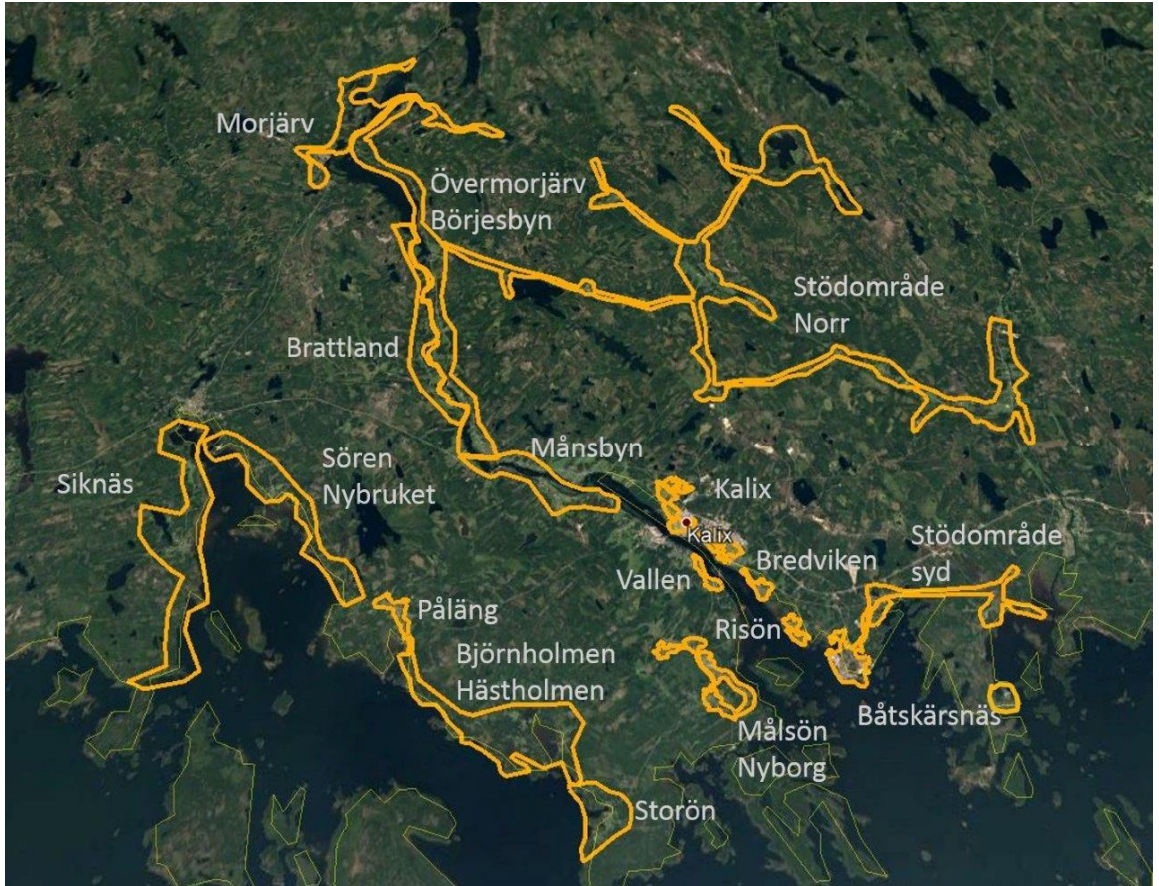 Morjärv
Övermorjärv
Börjesbyn
Stödområde
Norr
Brattland
Månsbyn
Sören
Nybruket
Siknäs
Kalix
Kalix
Stödområde
syd
Bredviken
Vallen
Påläng
Risön
Björnholmen
Hästholmen
Båtskärsnäs
Målsön
Nyborg
Storön